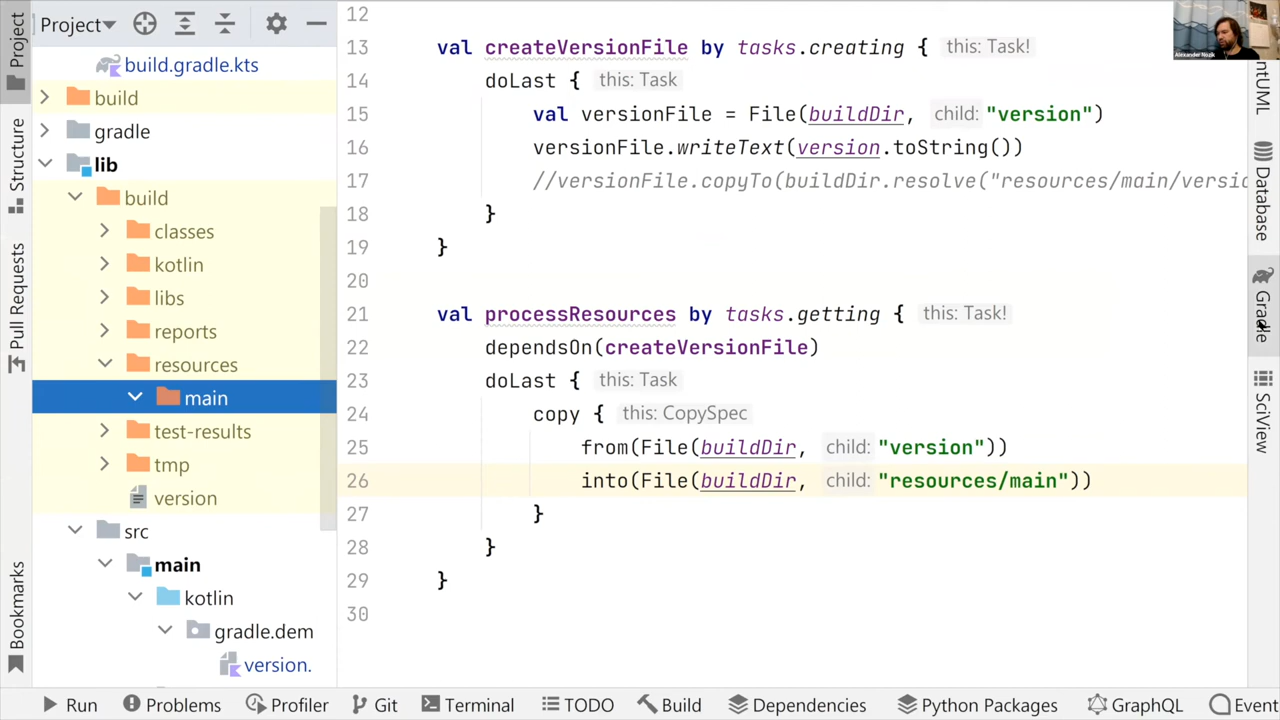 Project
build.gradle.kts
build
gradle
lib
build
classes
kotlin
libs
reports
resources
main
test-results
tmp
version
src
main
kotlin
gradle.dem
version.
Project
Structure
Pull Requests
Bookmarks
12
13 val createVersionFile by tasks.creating { this: Task!
14 doLast { this: Task
15 val versionFile = File(buildDir, child: "version")
16 versionFile.writeText(version.toString())
17 //versionFile.copyTo(buildDir.resolve("resources/main/versio
18 }
19 }
20
21 val processResources by tasks.getting { this: Task!
22 dependsOn(createVersionFile)
23 doLast { this: Task
24 copy { this: CopySpec
25 from(File(buildDir, child: "version"))
26 into(File(buildDir, child: "resources/main"))
27 }
28 }
29 }
30
Alexander Nozik
ntUML
Database
Gradle
SciView
Run Problems Profiler Git Terminal TODO Build Dependencies Python Packages GraphQL Event